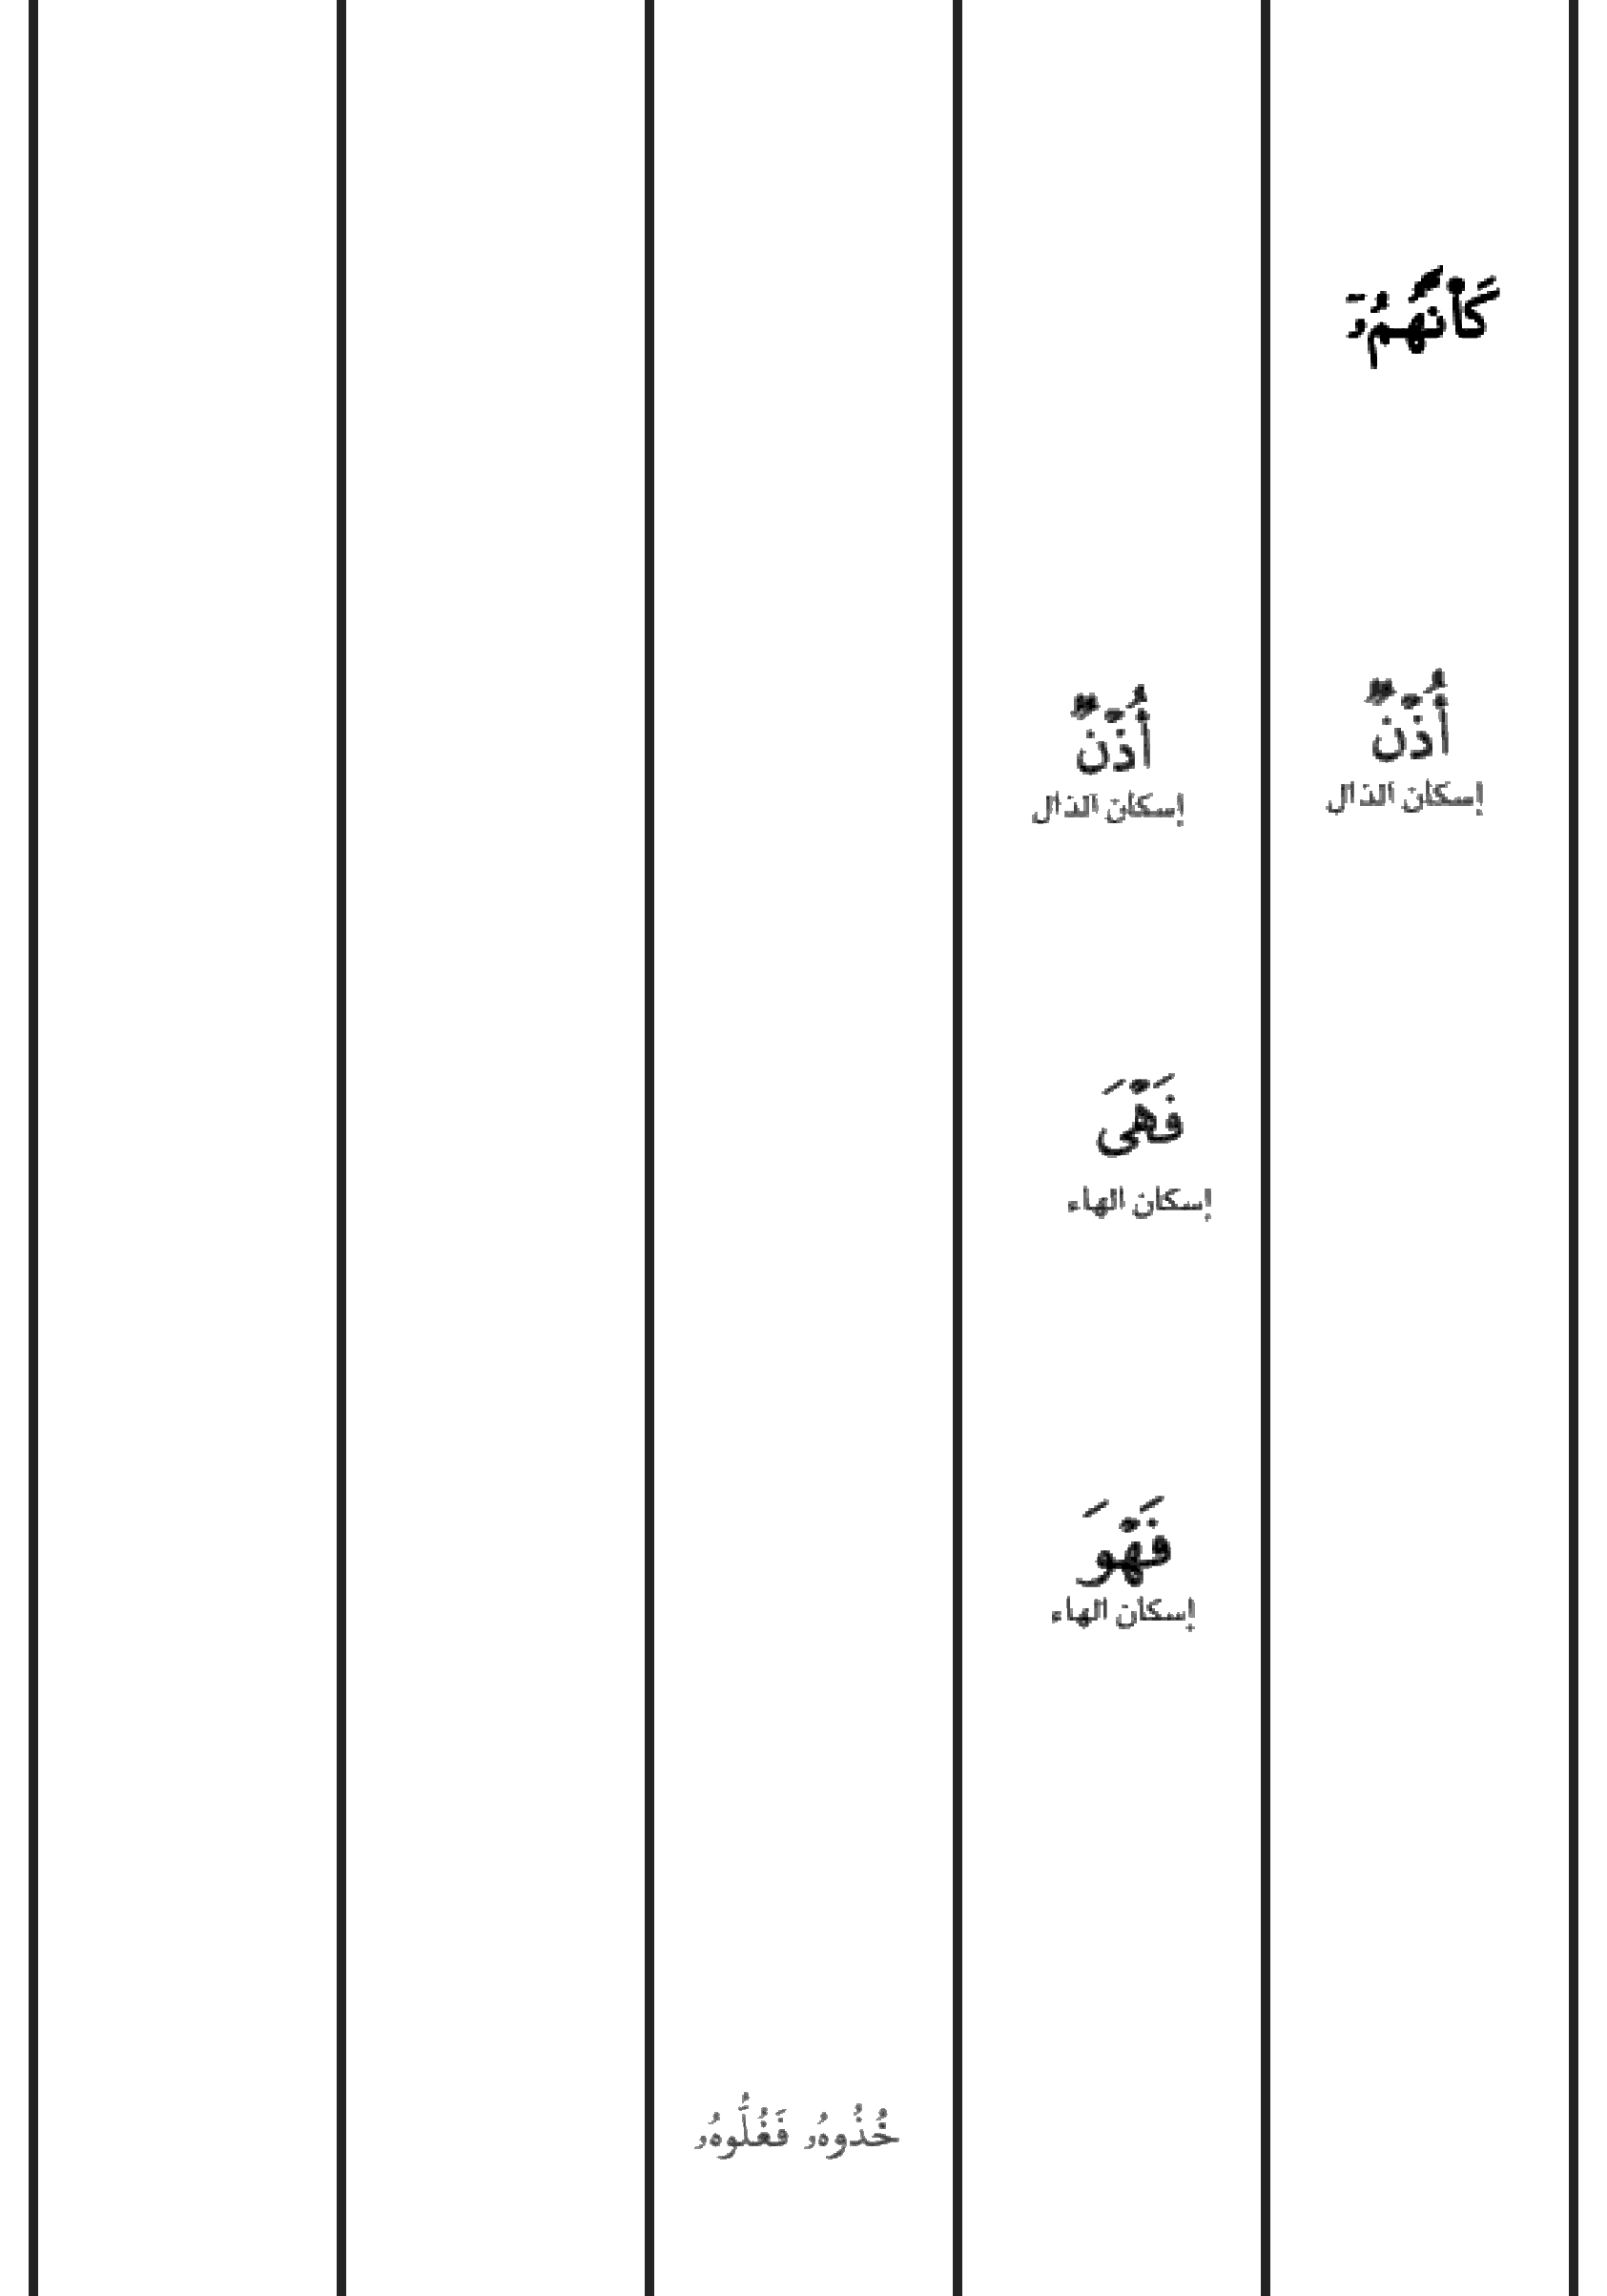 كَأَنَّهُمُۥٓ
أُذْنٌ
إسكان الذال
أُذْنٌ
إسكان الذال
فَهْىَ
إسكان الهاء
فَهْوَ
إسكان الهاء
خُذُوهُۥ فَغُلُّوهُۥ